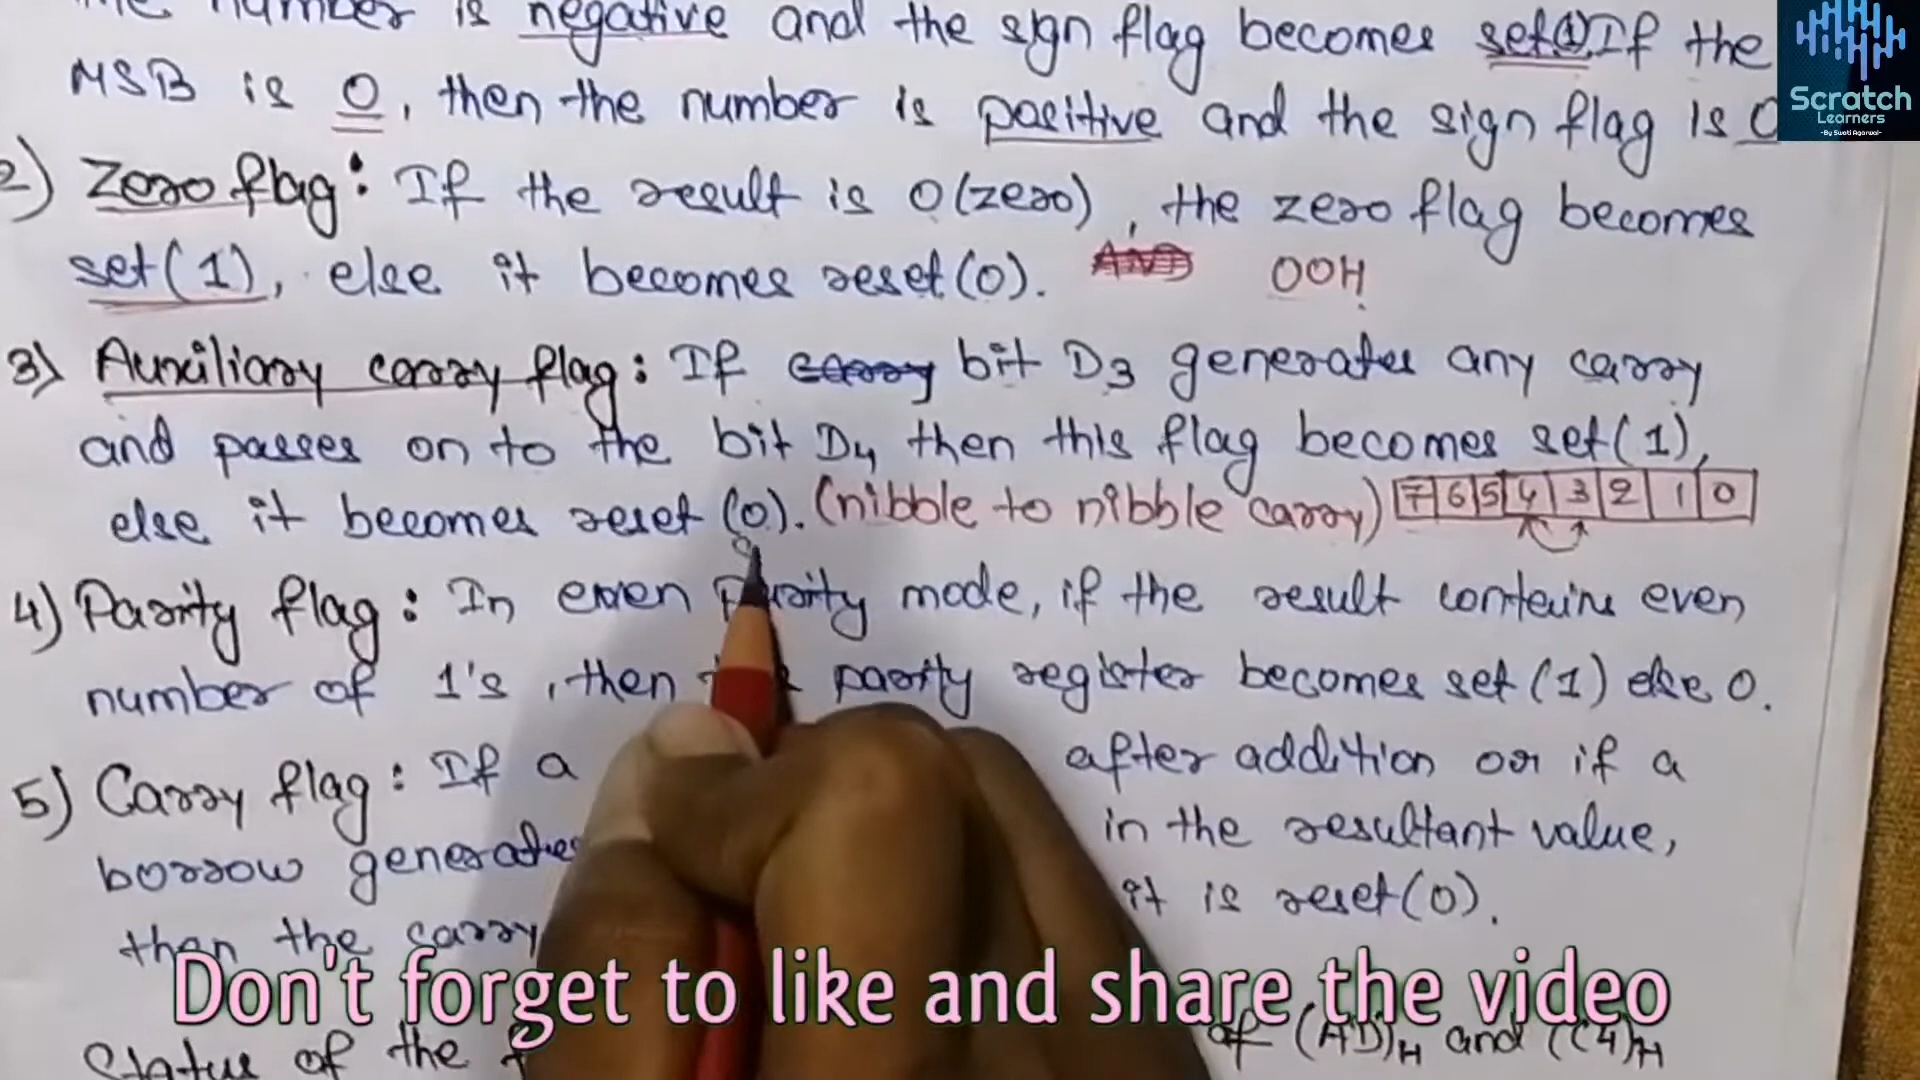 number is negative and the sign flag becomes set(1). If the
MSB is 0, then the number is positive and the sign flag is 0
Scratch
Learners
-By Swati Agarwal-
2) Zero flag: If the result is 0(zero), the zero flag becomes
set(1), else it becomes reset(0). 00H
3) Auxiliary carry flag: If carry bit D3 generates any carry
and passes on to the bit D4 then this flag becomes set(1),
else it becomes reset (0). (nibble to nibble carry) 7 6 5 4 3 2 1 0
4) Parity flag: In even parity mode, if the result contains even
number of 1's, then parity register becomes set (1) else 0.
5) Carry flag: If a after addition or if a
borrow generates in the resultant value,
then the carry it is reset(0).
Don't forget to like and share the video
Status of the of (AD)H and (C4)H